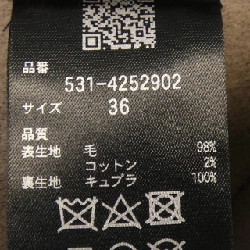 品番
531-4252902
サイズ 36
品質
表生地 毛 98%
コットン 2%
裏生地 キュプラ 100%